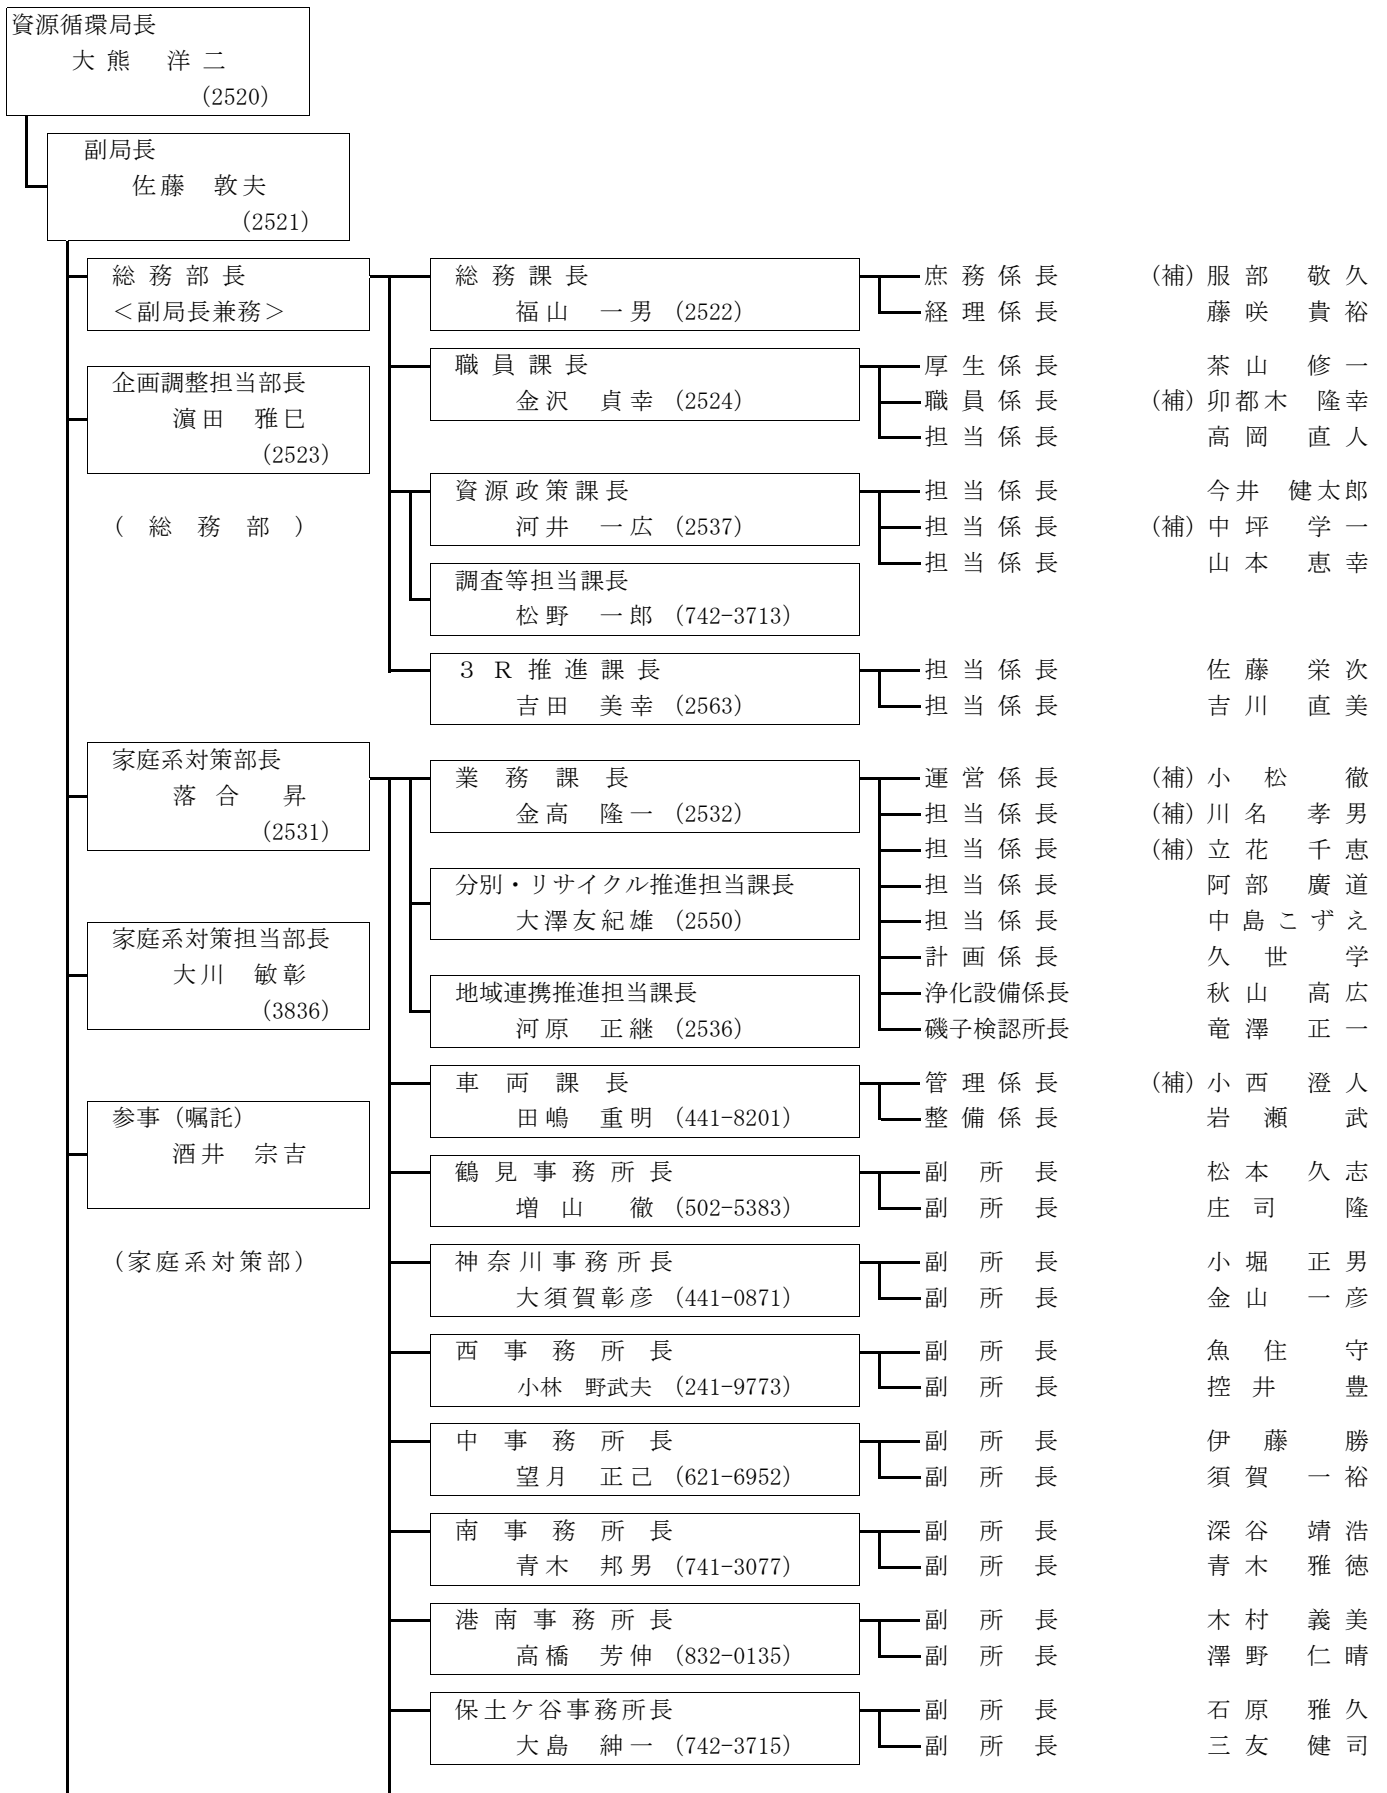 資源循環局長
大熊　洋二
(2520)
副局長
佐藤　敦夫
(2521)
総務部長
＜副局長兼務＞
企画調整担当部長
濵田　雅巳
(2523)
（総務部）
総務課長
福山　一男 (2522)
庶務係長　(補) 服部　敬久
経理係長　藤咲　貴裕
職員課長
金沢　貞幸 (2524)
厚生係長　茶山　修一
職員係長　(補) 卯都木　隆幸
担当係長　高岡　直人
資源政策課長
河井　一広 (2537)
担当係長　今井　健太郎
担当係長　(補) 中坪　学一
担当係長　山本　恵幸
調査等担当課長
松野　一郎 (742-3713)
３Ｒ推進課長
吉田　美幸 (2563)
担当係長　佐藤　栄次
担当係長　吉川　直美
家庭系対策部長
落合　昇
(2531)
家庭系対策担当部長
大川　敏彰
(3836)
参事（嘱託）
酒井　宗吉
（家庭系対策部）
業務課長
金高　隆一 (2532)
分別・リサイクル推進担当課長
大澤友紀雄 (2550)
地域連携推進担当課長
河原　正継 (2536)
運営係長　(補) 小松　徹
担当係長　(補) 川名　孝男
担当係長　(補) 立花　千恵
担当係長　阿部　廣道
担当係長　中島こずえ
計画係長　久世　学
浄化設備係長　秋山　高広
磯子検認所長　竜澤　正一
車両課長
田嶋　重明 (441-8201)
管理係長　(補) 小西　澄人
整備係長　岩瀬　武
鶴見事務所長
増山　徹 (502-5383)
副所長　松本　久志
副所長　庄司　隆
神奈川事務所長
大須賀彰彦 (441-0871)
副所長　小堀　正男
副所長　金山　一彦
西事務所長
小林　野武夫 (241-9773)
副所長　魚住　守
副所長　控井　豊
中事務所長
望月　正己 (621-6952)
副所長　伊藤　勝
副所長　須賀　一裕
南事務所長
青木　邦男 (741-3077)
副所長　深谷　靖浩
副所長　青木　雅徳
港南事務所長
高橋　芳伸 (832-0135)
副所長　木村　義美
副所長　澤野　仁晴
保土ケ谷事務所長
大島　紳一 (742-3715)
副所長　石原　雅久
副所長　三友　健司